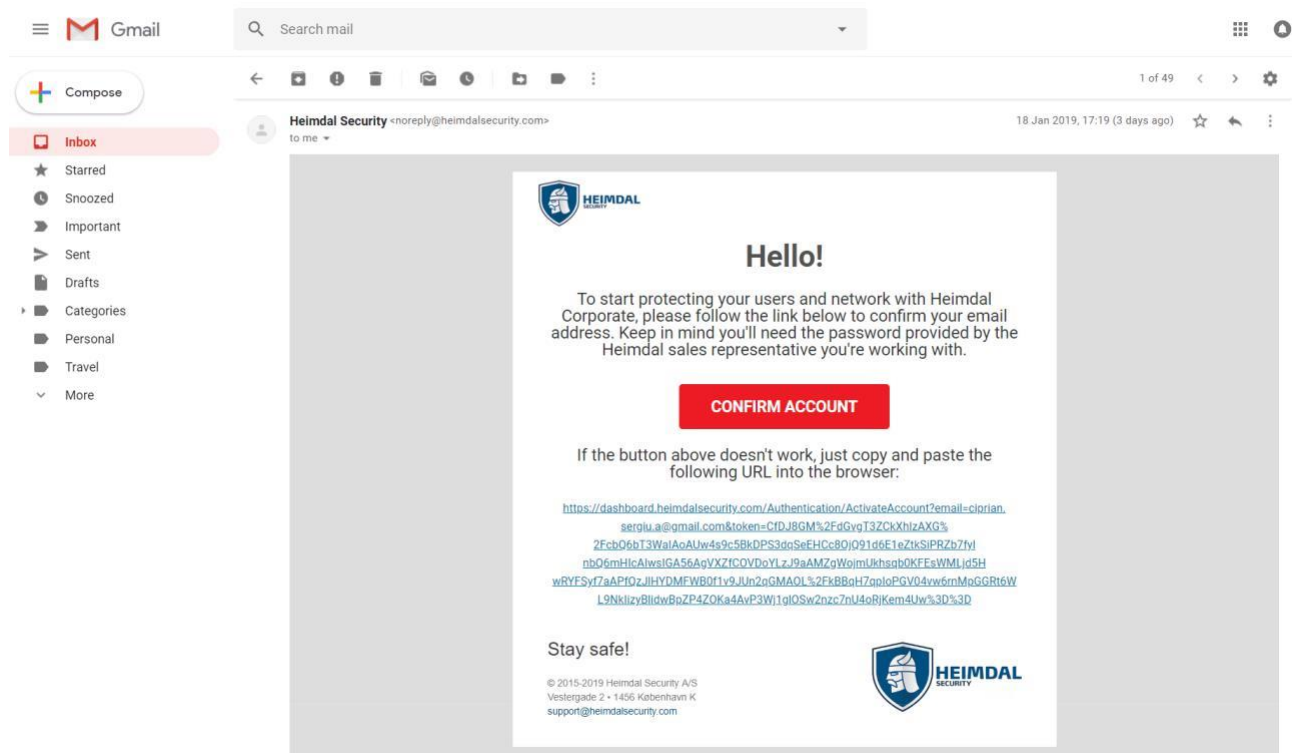 Gmail
Search mail
Compose
1 of 49
Inbox
Starred
Snoozed
Important
Sent
Drafts
Categories
Personal
Travel
More
Heimdal Security <noreply@heimdalsecurity.com>
18 Jan 2019, 17:19 (3 days ago)
to me
HEIMDAL
SECURITY
Hello!
To start protecting your users and network with Heimdal
Corporate, please follow the link below to confirm your email
address. Keep in mind you'll need the password provided by the
Heimdal sales representative you're working with.
CONFIRM ACCOUNT
If the button above doesn't work, just copy and paste the
following URL into the browser:
https://dashboard.heimdalsecurity.com/Authentication/ActivateAccount?email=ciprian.
sergiu.a@gmail.com&token=CfDJ8GM%2FdGvgT3ZCkXhIzAXG%
Stay safe!
© 2015-2019 Heimdal Security A/S
Vestergade 2 • 1456 København K
support@heimdalsecurity.com
HEIMDAL
SECURITY